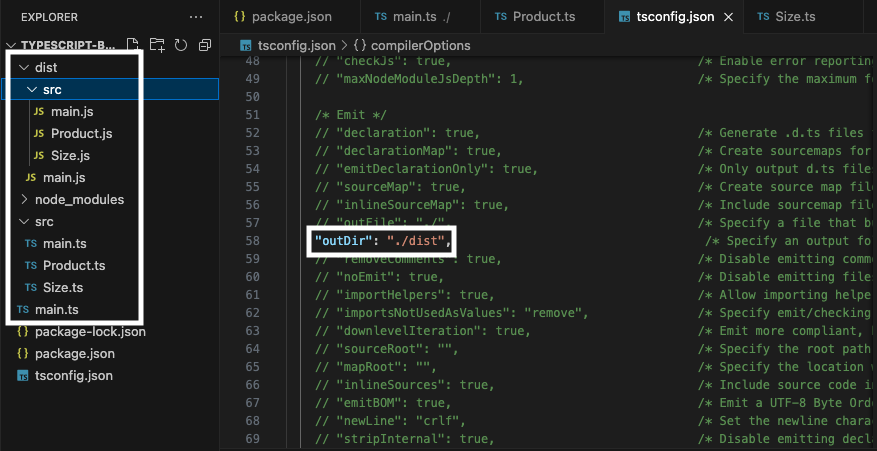 EXPLORER
TYPESCRIPT-B...
dist
src
JS main.js
JS Product.js
JS Size.js
JS main.js
node_modules
src
TS main.ts
TS Product.ts
TS Size.ts
TS main.ts
{ } package-lock.json
{ } package.json
TS tsconfig.json
{ } package.json
TS main.ts ./
TS Product.ts
TS tsconfig.json
TS Size.ts
TS tsconfig.json > { } compilerOptions
48 // "checkJs": true, /* Enable error reporting
49 // "maxNodeModuleJsDepth": 1, /* Specify the maximum
50
51 /* Emit */
52 // "declaration": true, /* Generate .d.ts files
53 // "declarationMap": true, /* Create sourcemaps for
54 // "emitDeclarationOnly": true, /* Only output d.ts files
55 // "sourceMap": true, /* Create source map file
56 // "inlineSourceMap": true, /* Include sourcemap file
57 // "outFile": "./" /* Specify a file that
58 "outDir": "./dist", /* Specify an output
59 // "removeComments": true, /* Disable emitting
60 // "noEmit": true, /* Disable emitting file
61 // "importHelpers": true, /* Allow importing helpe
62 // "importsNotUsedAsValues": "remove", /* Specify emit/checking
63 // "downlevelIteration": true, /* Emit more compliant,
64 // "sourceRoot": "", /* Specify the root path
65 // "mapRoot": "", /* Specify the location
66 // "inlineSources": true, /* Include source code
67 // "emitBOM": true, /* Emit a UTF-8 Byte Ord
68 // "newLine": "crlf", /* Set the newline chara
69 // "stripInternal": true, /* Disable emitting decl